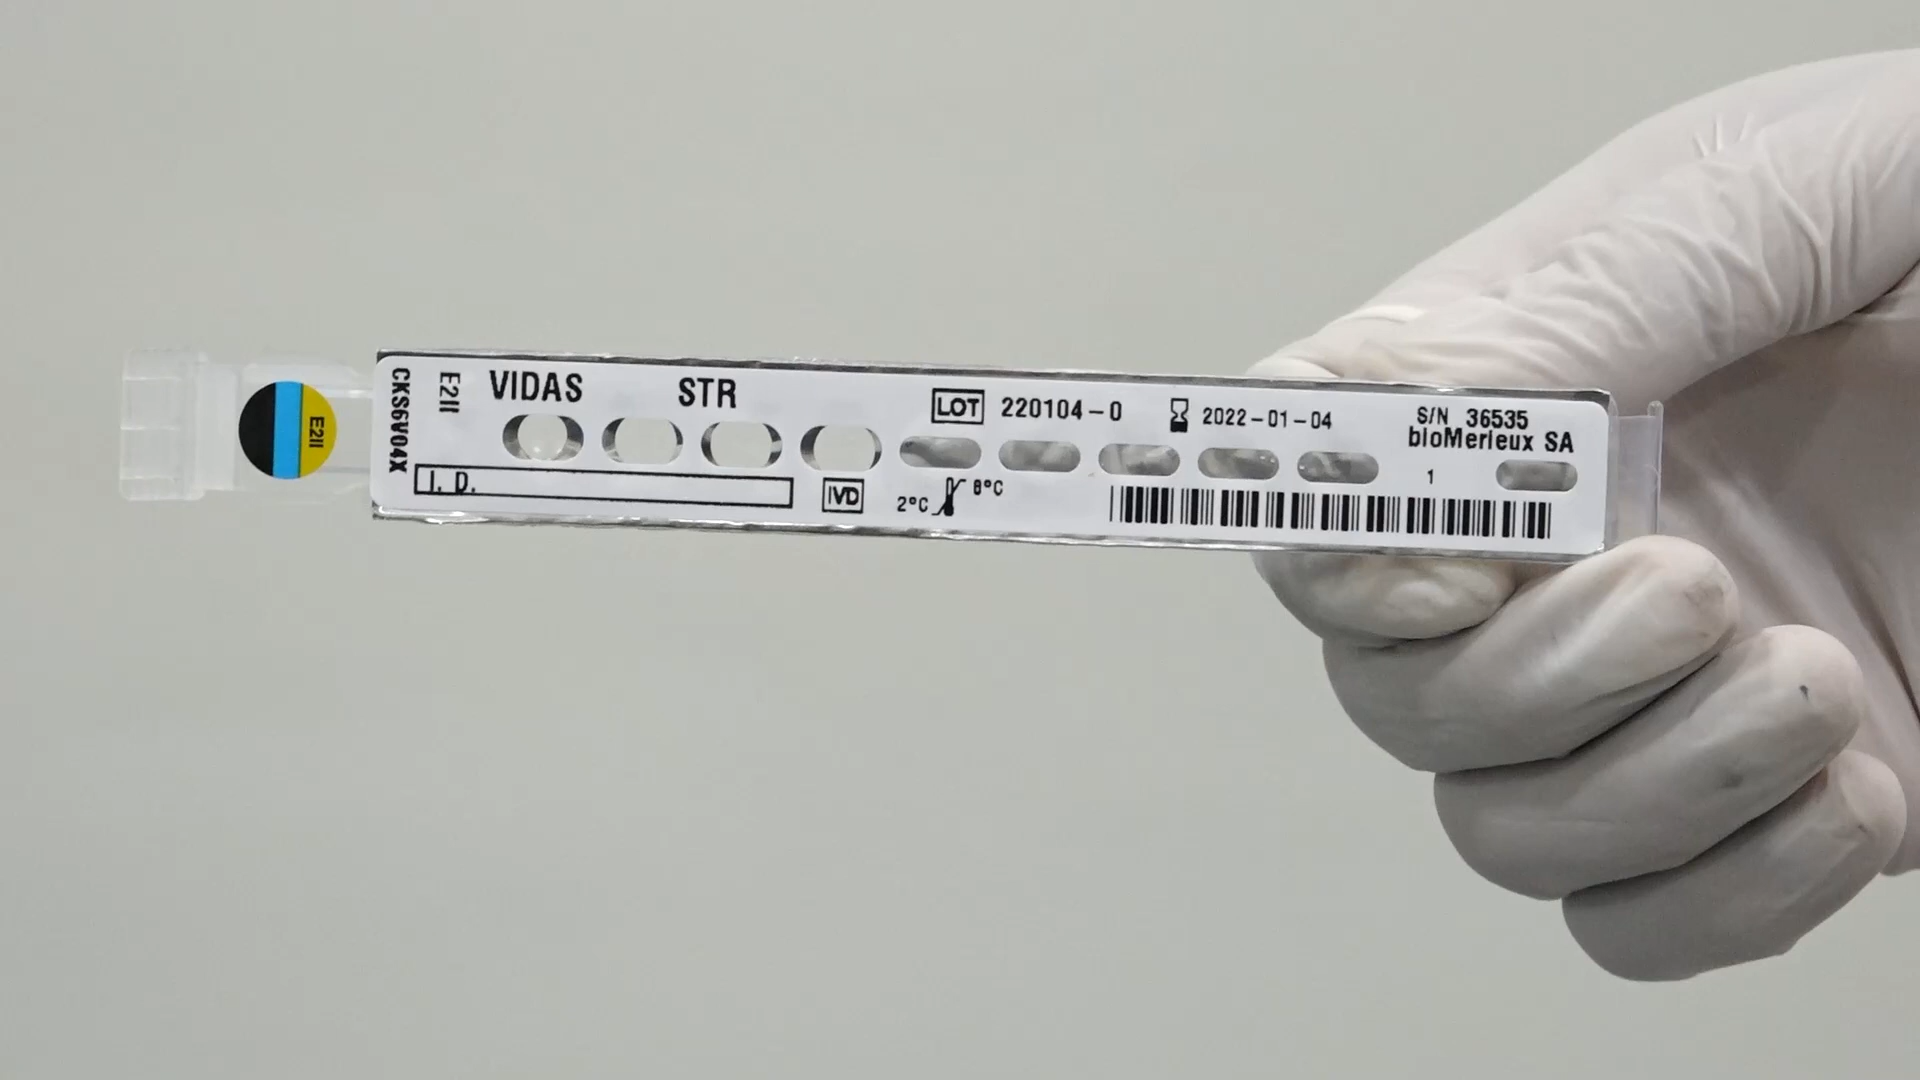 E2II
CKS6V04X
E2II
VIDAS STR
LOT 220104-0 2022-01-04
S/N 36535
bioMerieux SA
1
I. D.
IVD
2°C 8°C